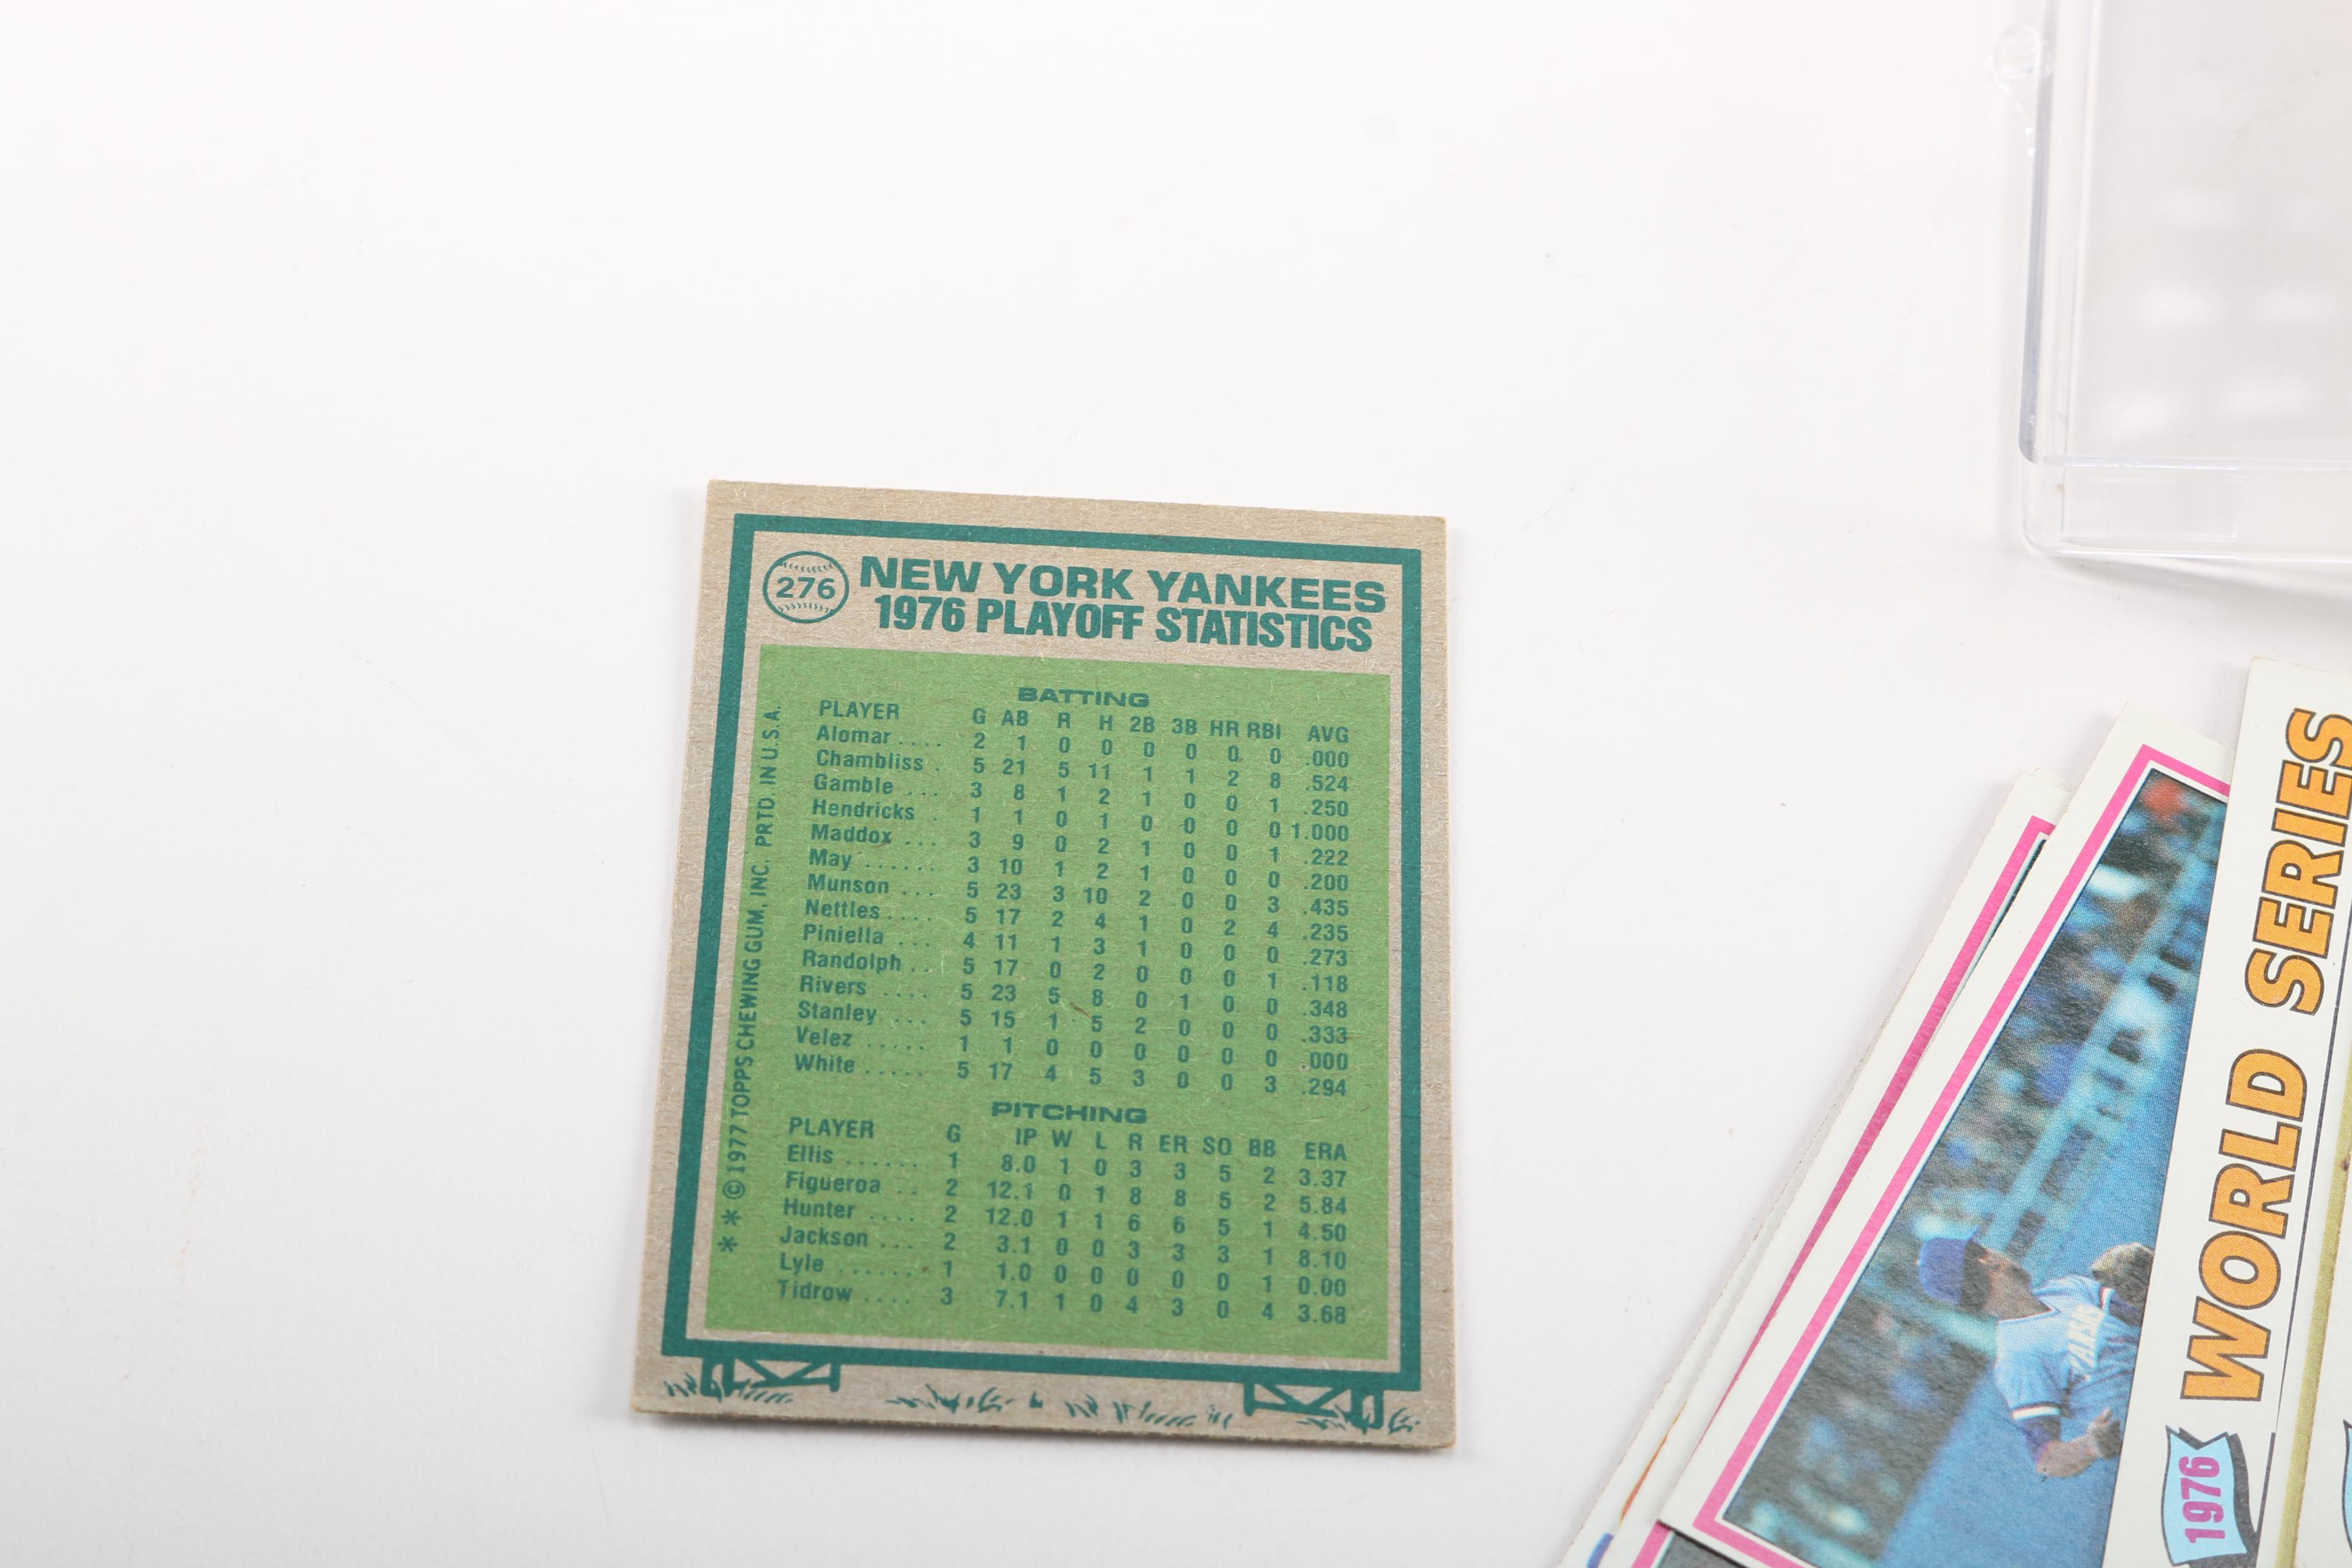 276
NEW YORK YANKEES
1976 PLAYOFF STATISTICS
BATTING
PLAYER G AB R H 2B 3B HR RBI AVG
Alomar .... 2 1 0 0 0 0 0 0 .000
Chambliss . 5 21 5 11 1 1 2 8 .524
Gamble ... 3 8 1 2 1 0 0 1 .250
Hendricks . 1 1 0 1 0 0 0 0 1.000
Maddox ... 3 9 0 2 1 0 0 1 .222
May ...... 3 10 1 2 1 0 0 0 .200
Munson ... 5 23 3 10 2 0 0 3 .435
Nettles .... 5 17 2 4 1 0 2 4 .235
Piniella ... 4 11 1 3 1 0 0 0 .273
Randolph ... 5 17 0 2 0 0 0 1 .118
Rivers .... 5 23 5 8 0 1 0 0 .348
Stanley ... 5 15 1 5 2 0 0 0 .333
Velez ..... 1 1 0 0 0 0 0 0 .000
White ..... 5 17 4 5 3 0 0 3 .294
PITCHING
PLAYER G IP W L R ER SO BB ERA
Ellis ...... 1 8.0 1 0 3 3 5 2 3.37
Figueroa .. 2 12.1 0 1 8 8 5 2 5.84
Hunter .... 2 12.0 1 1 6 6 5 1 4.50
Jackson ... 2 3.1 0 0 3 3 3 1 8.10
Lyle ....... 1 1.0 0 0 0 0 0 1 0.00
Tidrow .... 3 7.1 1 0 4 3 0 4 3.68
* * © 1977 TOPPS CHEWING GUM, INC. PRTD. IN U.S.A.
1976 WORLD SERIES